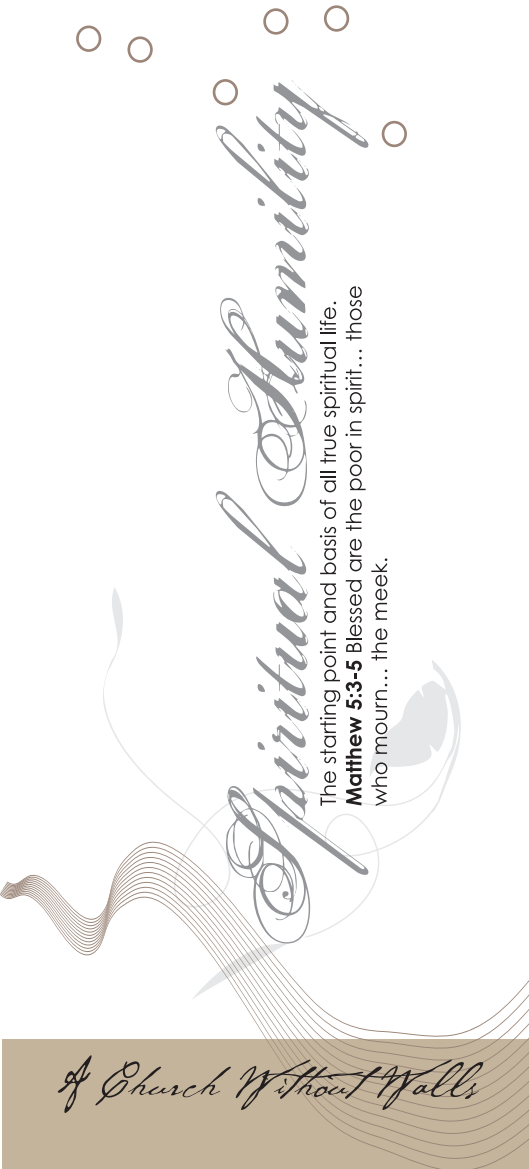 Spiritual Humility
The starting point and basis of all true spiritual life.
Matthew 5:3-5 Blessed are the poor in spirit… those
who mourn… the meek.
A Church Without Walls